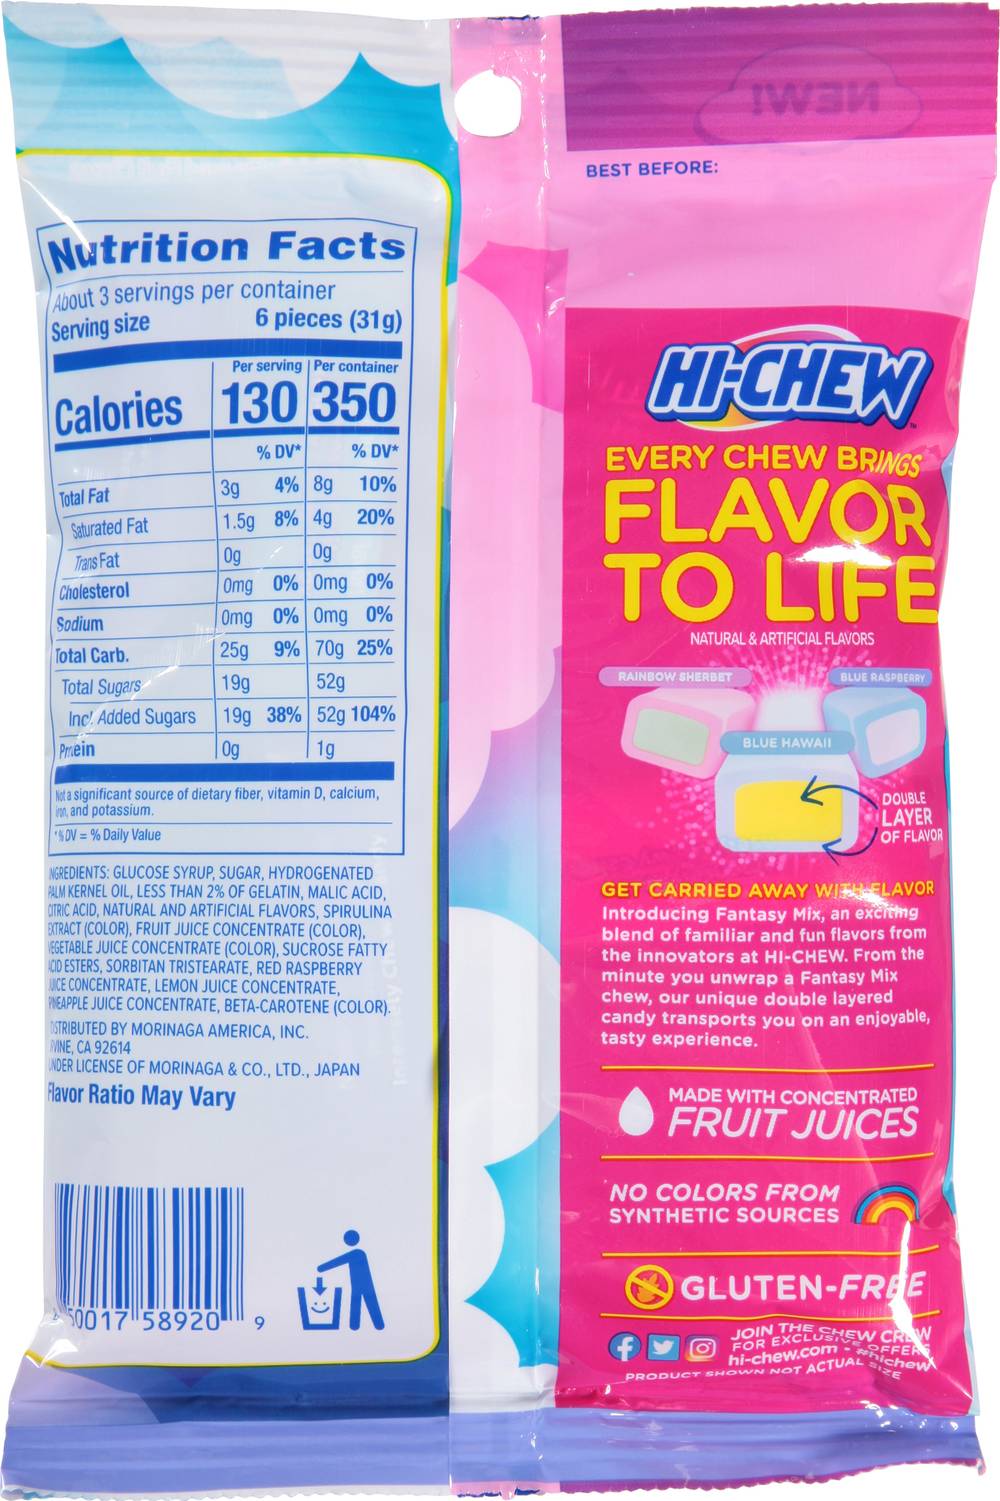 Nutrition Facts
About 3 servings per container
Serving size 6 pieces (31g)
Per serving Per container
Calories 130 350
% DV* % DV*
Total Fat 3g 4% 8g 10%
Saturated Fat 1.5g 8% 4g 20%
Trans Fat 0g 0g
Cholesterol 0mg 0% 0mg 0%
Sodium 0mg 0% 0mg 0%
Total Carb. 25g 9% 70g 25%
Total Sugars 19g 52g
Incl Added Sugars 19g 38% 52g 104%
Protein 0g 1g
Not a significant source of dietary fiber, vitamin D, calcium,
iron, and potassium.
*% DV = % Daily Value
INGREDIENTS: GLUCOSE SYRUP, SUGAR, HYDROGENATED
PALM KERNEL OIL, LESS THAN 2% OF GELATIN, MALIC ACID,
CITRIC ACID, NATURAL AND ARTIFICIAL FLAVORS, SPIRULINA
EXTRACT (COLOR), FRUIT JUICE CONCENTRATE (COLOR),
VEGETABLE JUICE CONCENTRATE (COLOR), SUCROSE FATTY
ACID ESTERS, SORBITAN TRISTEARATE, RED RASPBERRY
JUICE CONCENTRATE, LEMON JUICE CONCENTRATE,
PINEAPPLE JUICE CONCENTRATE, BETA-CAROTENE (COLOR).
DISTRIBUTED BY MORINAGA AMERICA, INC.
IRVINE, CA 92614
UNDER LICENSE OF MORINAGA & CO., LTD., JAPAN
Flavor Ratio May Vary
50017 58920 9
NEW!
BEST BEFORE:
HI-CHEW™
EVERY CHEW BRINGS
FLAVOR
TO LIFE
NATURAL & ARTIFICIAL FLAVORS
RAINBOW SHERBET
BLUE RASPBERRY
BLUE HAWAII
DOUBLE
LAYER
OF FLAVOR
GET CARRIED AWAY WITH FLAVOR
Introducing Fantasy Mix, an exciting
blend of familiar and fun flavors from
the innovators at HI-CHEW. From the
minute you unwrap a Fantasy Mix
chew, our unique double layered
candy transports you on an enjoyable,
tasty experience.
MADE WITH CONCENTRATED
FRUIT JUICES
NO COLORS FROM
SYNTHETIC SOURCES
GLUTEN-FREE
JOIN THE CHEW CREW
FOR EXCLUSIVE OFFERS
hi-chew.com • #hichew
PRODUCT SHOWN NOT ACTUAL SIZE